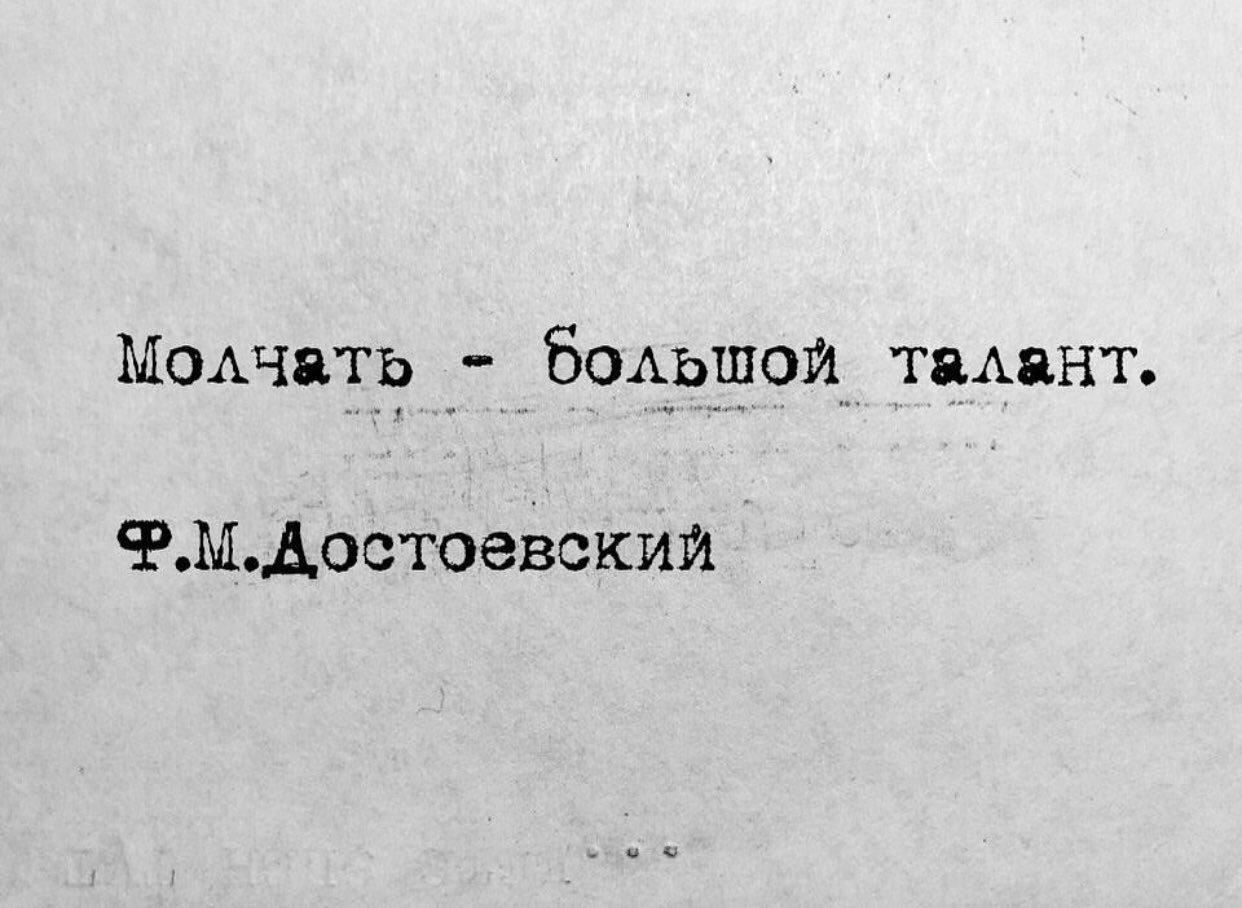 Молчать - большой талант.
Ф.М.Достоевский
...